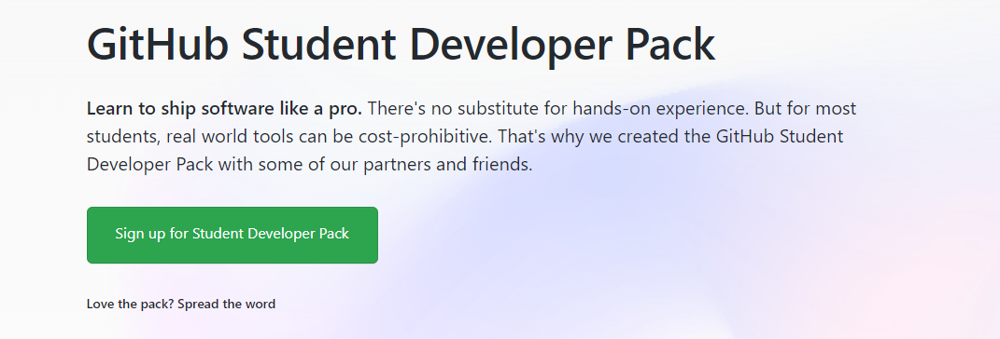 GitHub Student Developer Pack
Learn to ship software like a pro. There's no substitute for hands-on experience. But for most
students, real world tools can be cost-prohibitive. That's why we created the GitHub Student
Developer Pack with some of our partners and friends.
Sign up for Student Developer Pack
Love the pack? Spread the word